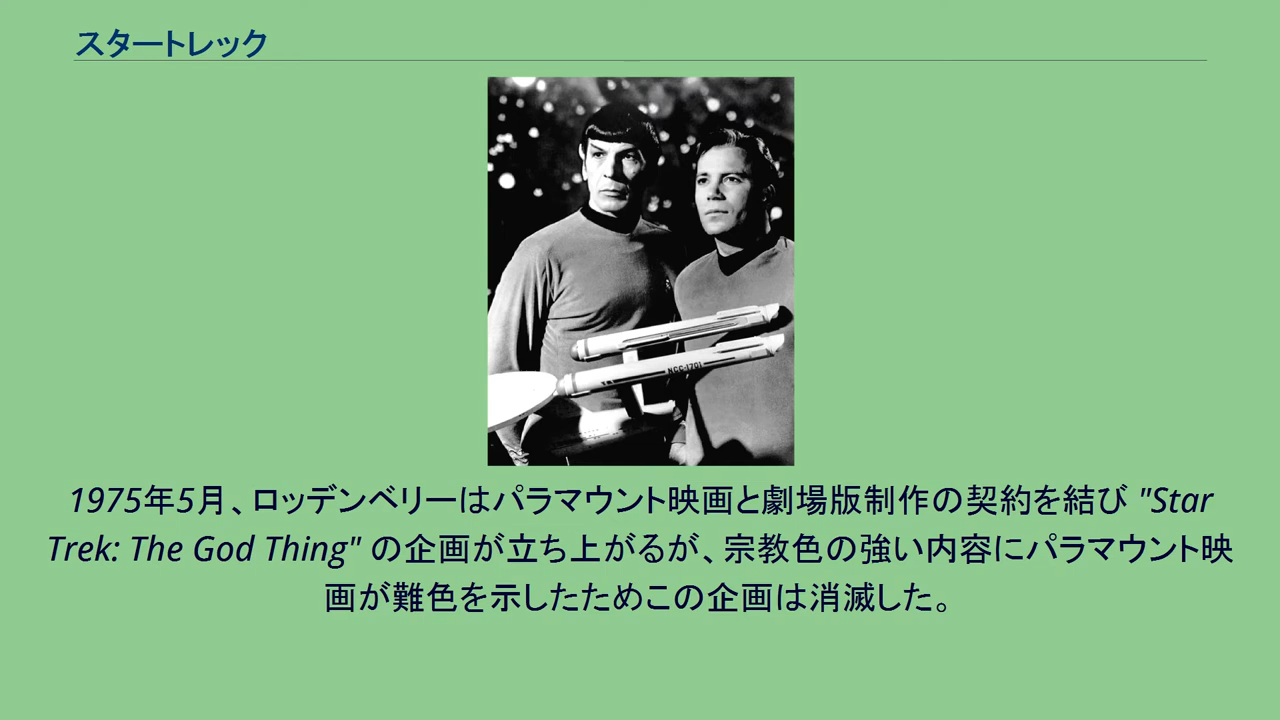 スタートレック
NCC-1701
1975年5月、ロッデンベリーはパラマウント映画と劇場版制作の契約を結び "Star
Trek: The God Thing" の企画が立ち上がるが、宗教色の強い内容にパラマウント映
画が難色を示したためこの企画は消滅した。